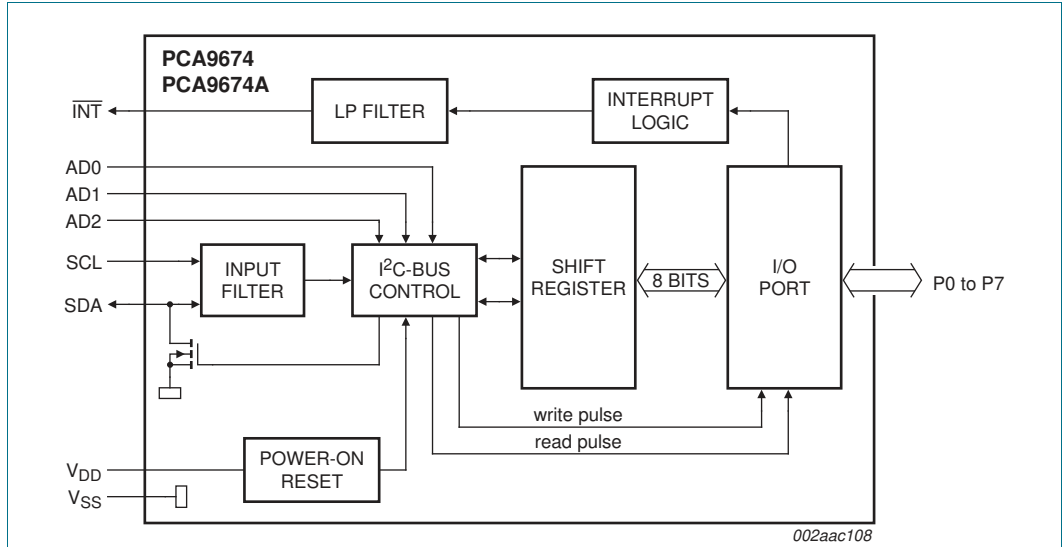 PCA9674
PCA9674A
INT
LP FILTER
INTERRUPT
LOGIC
AD0
AD1
AD2
SCL
SDA
INPUT
FILTER
I²C-BUS
CONTROL
SHIFT
REGISTER
8 BITS
I/O
PORT
P0 to P7
write pulse
read pulse
VDD
VSS
POWER-ON
RESET
002aac108